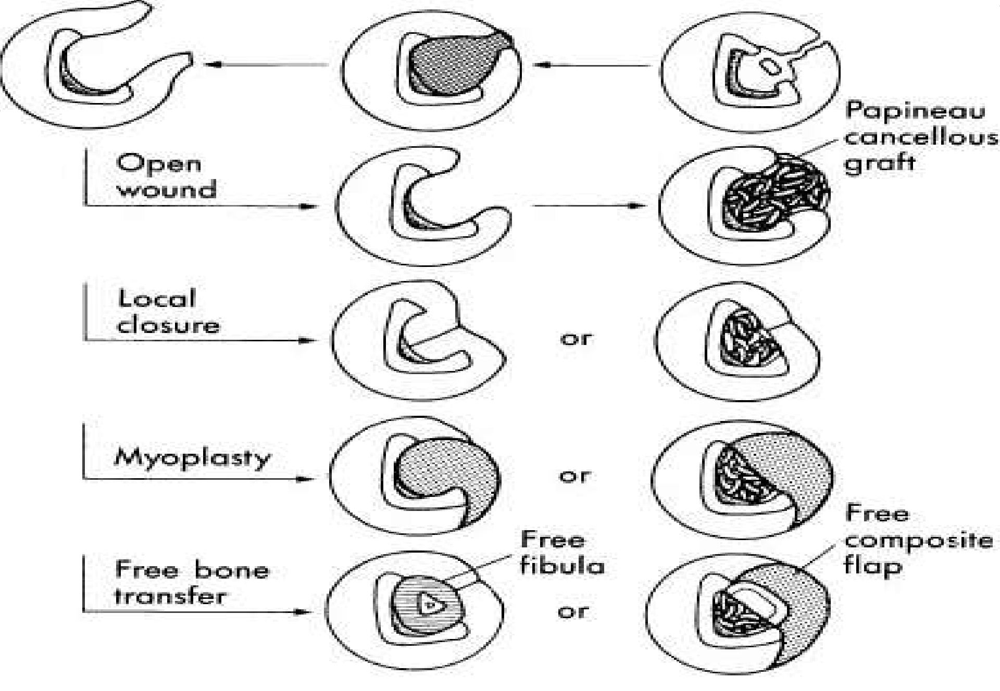 Papineau
cancellous
graft
Open
wound
Local
closure
or
Myoplasty
or
Free
composite
flap
Free
fibula
Free bone
transfer
or